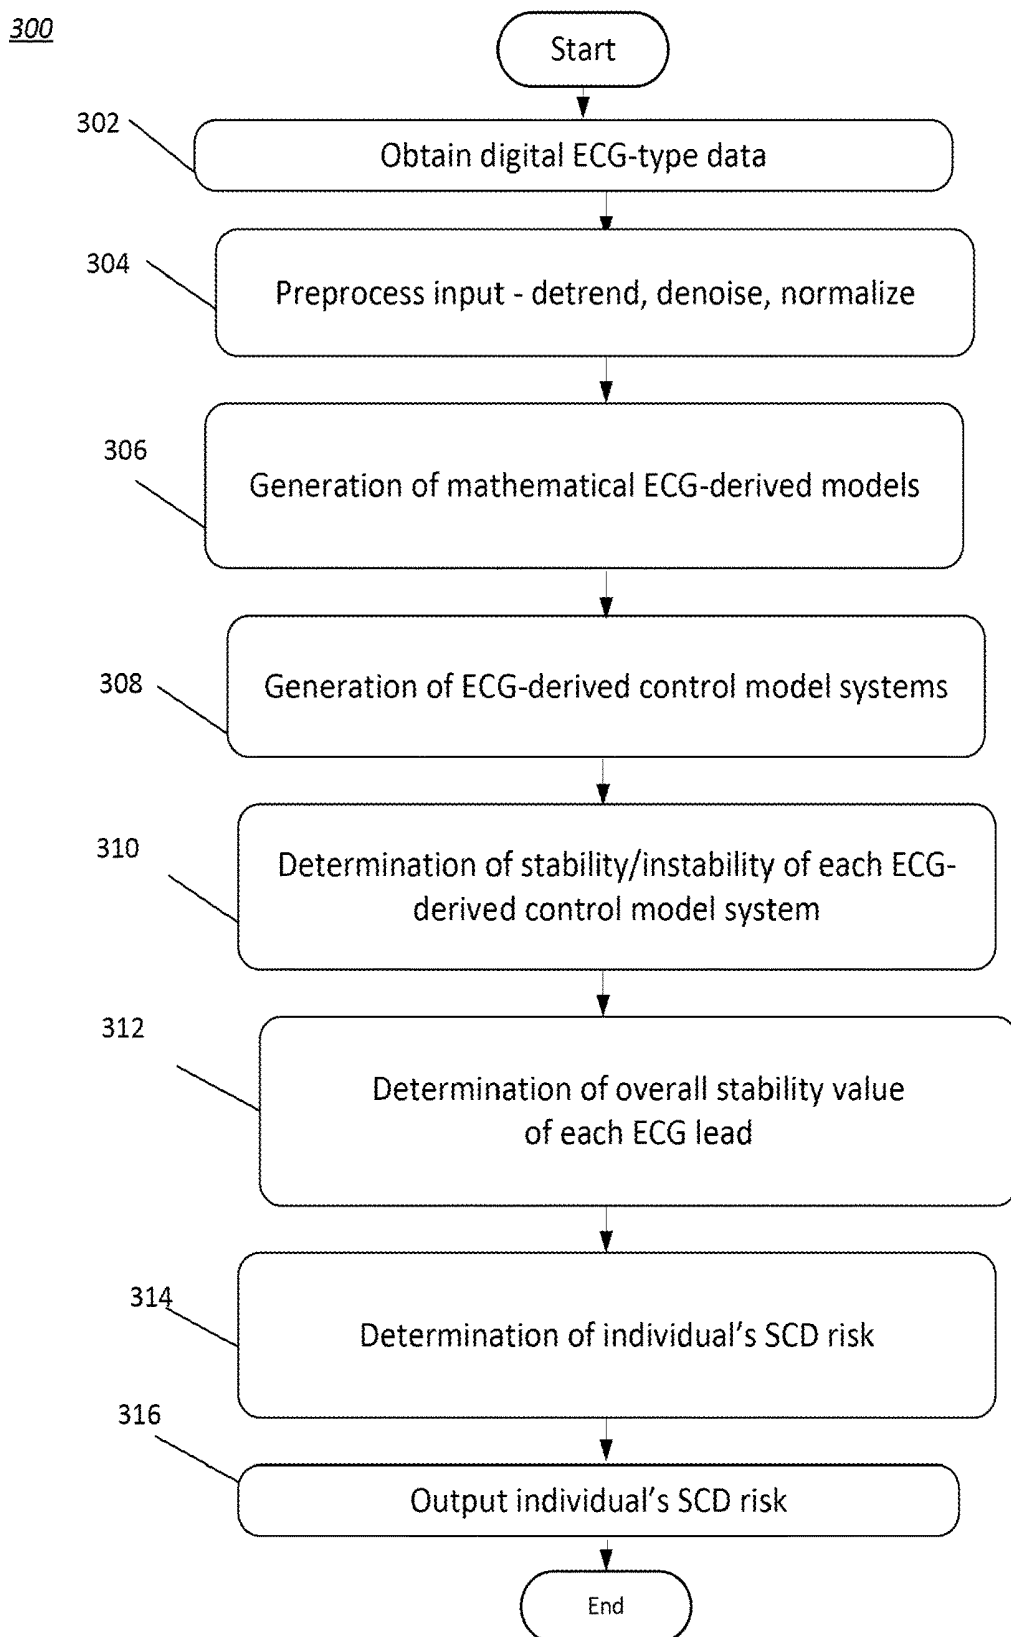 300
Start
302
Obtain digital ECG-type data
304
Preprocess input - detrend, denoise, normalize
306
Generation of mathematical ECG-derived models
308
Generation of ECG-derived control model systems
310
Determination of stability/instability of each ECG-
derived control model system
312
Determination of overall stability value
of each ECG lead
314
Determination of individual's SCD risk
316
Output individual's SCD risk
End